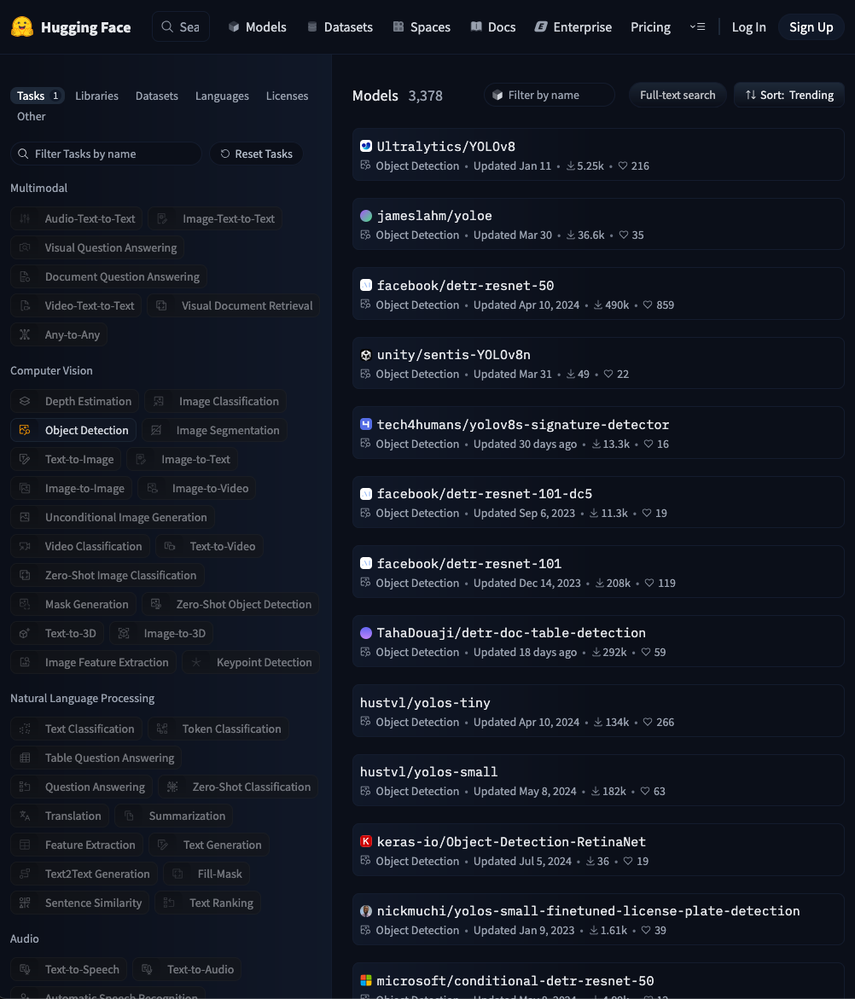 Hugging Face
Sea
Models
Datasets
Spaces
Docs
Enterprise
Pricing
Log In
Sign Up
Tasks 1
Libraries
Datasets
Languages
Licenses
Other
Filter Tasks by name
Reset Tasks
Multimodal
Audio-Text-to-Text
Image-Text-to-Text
Visual Question Answering
Document Question Answering
Video-Text-to-Text
Visual Document Retrieval
Any-to-Any
Computer Vision
Depth Estimation
Image Classification
Object Detection
Image Segmentation
Text-to-Image
Image-to-Text
Image-to-Image
Image-to-Video
Unconditional Image Generation
Video Classification
Text-to-Video
Zero-Shot Image Classification
Mask Generation
Zero-Shot Object Detection
Text-to-3D
Image-to-3D
Image Feature Extraction
Keypoint Detection
Natural Language Processing
Text Classification
Token Classification
Table Question Answering
Question Answering
Zero-Shot Classification
Translation
Summarization
Feature Extraction
Text Generation
Text2Text Generation
Fill-Mask
Sentence Similarity
Text Ranking
Audio
Text-to-Speech
Text-to-Audio
Automatic Speech Recognition
Models 3,378
Filter by name
Full-text search
Sort: Trending
Ultralytics/YOLOv8
Object Detection • Updated Jan 11 • 5.25k • 216
jameslahm/yoloe
Object Detection • Updated Mar 30 • 36.6k • 35
facebook/detr-resnet-50
Object Detection • Updated Apr 10, 2024 • 490k • 859
unity/sentis-YOLOv8n
Object Detection • Updated Mar 31 • 49 • 22
tech4humans/yolov8s-signature-detector
Object Detection • Updated 30 days ago • 13.3k • 16
facebook/detr-resnet-101-dc5
Object Detection • Updated Sep 6, 2023 • 11.3k • 19
facebook/detr-resnet-101
Object Detection • Updated Dec 14, 2023 • 208k • 119
TahaDouaji/detr-doc-table-detection
Object Detection • Updated 18 days ago • 292k • 59
hustvl/yolos-tiny
Object Detection • Updated Apr 10, 2024 • 134k • 266
hustvl/yolos-small
Object Detection • Updated May 8, 2024 • 182k • 63
keras-io/Object-Detection-RetinaNet
Object Detection • Updated Jul 5, 2024 • 36 • 19
nickmuchi/yolos-small-finetuned-license-plate-detection
Object Detection • Updated Jan 9, 2023 • 1.61k • 39
microsoft/conditional-detr-resnet-50
Object Detection • Updated May 8, 2024